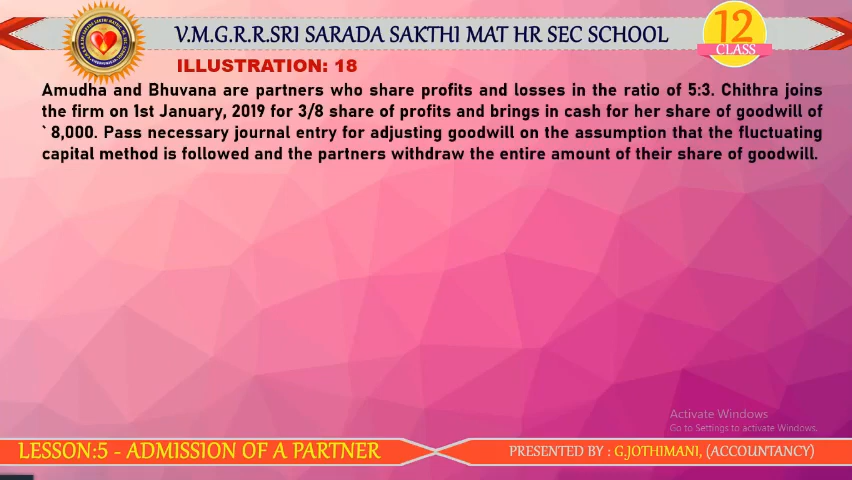 V.M.G.R.R.SRI SARADA SAKTHI MAT HR SEC SCHOOL
12
CLASS
ILLUSTRATION: 18
Amudha and Bhuvana are partners who share profits and losses in the ratio of 5:3. Chithra joins
the firm on 1st January, 2019 for 3/8 share of profits and brings in cash for her share of goodwill of
` 8,000. Pass necessary journal entry for adjusting goodwill on the assumption that the fluctuating
capital method is followed and the partners withdraw the entire amount of their share of goodwill.
Activate Windows
Go to Settings to activate Windows.
LESSON:5 - ADMISSION OF A PARTNER
PRESENTED BY : G.JOTHIMANI, (ACCOUNTANCY)